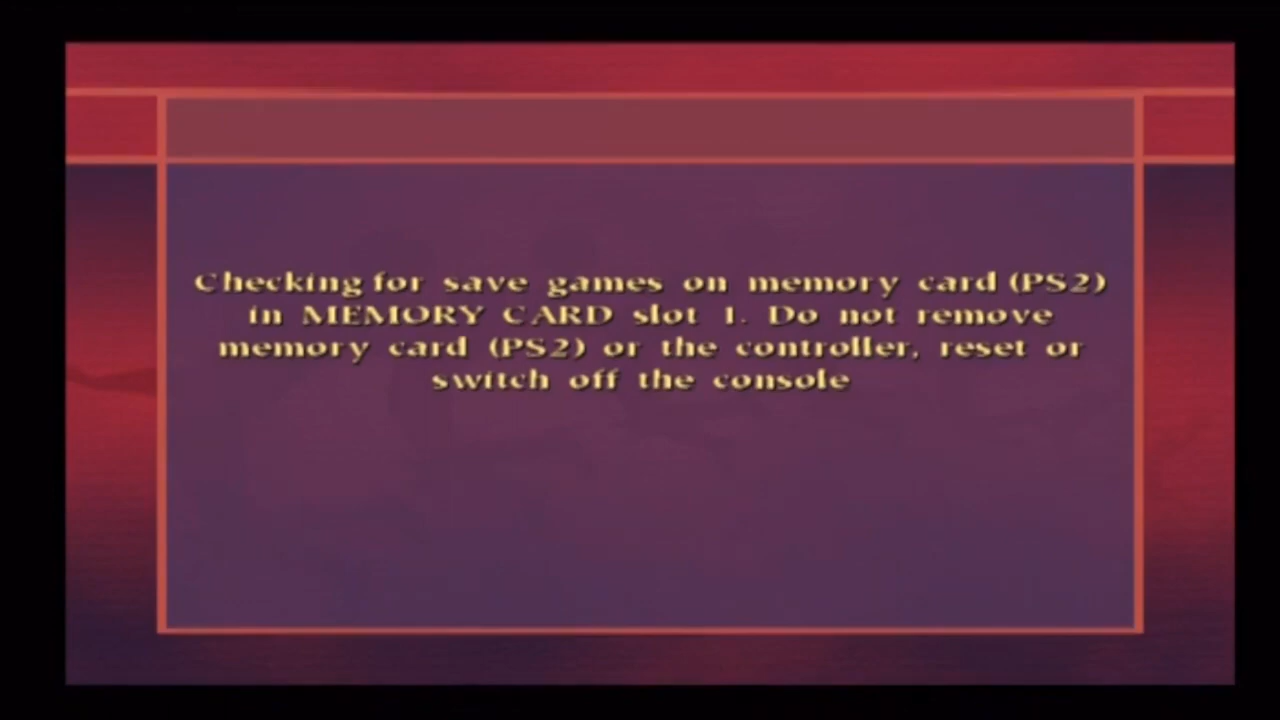 Checking for save games on memory card (PS2)
in MEMORY CARD slot 1. Do not remove
memory card (PS2) or the controller, reset or
switch off the console